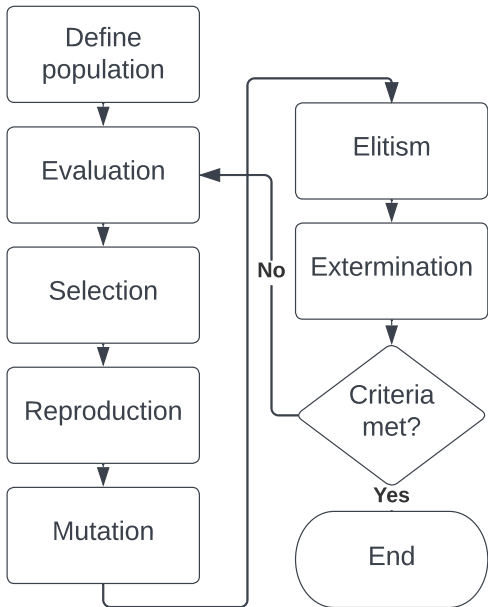 Define
population
Evaluation
Selection
Reproduction
Mutation
Elitism
Extermination
No
Criteria
met?
Yes
End